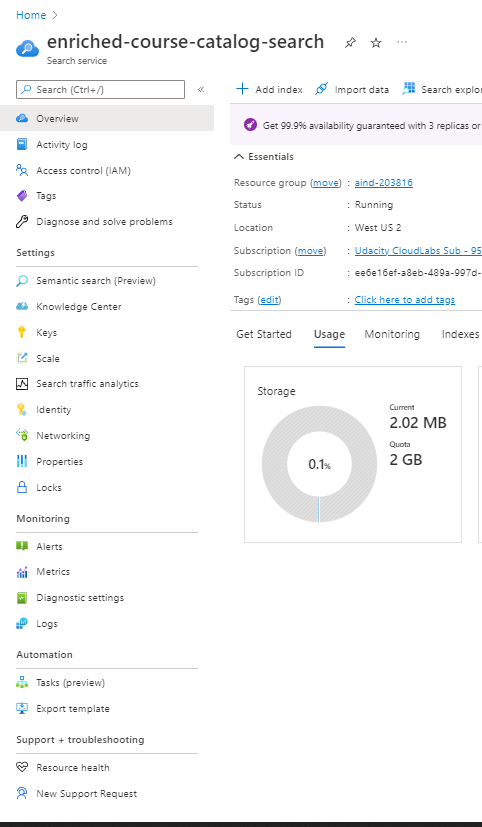 Home
enriched-course-catalog-search
Search service
Search (Ctrl+/)
Overview
Activity log
Access control (IAM)
Tags
Diagnose and solve problems
Settings
Semantic search (Preview)
Knowledge Center
Keys
Scale
Search traffic analytics
Identity
Networking
Properties
Locks
Monitoring
Alerts
Metrics
Diagnostic settings
Logs
Automation
Tasks (preview)
Export template
Support + troubleshooting
Resource health
New Support Request
Add index Import data Search explor
Get 99.9% availability guaranteed with 3 replicas or
Essentials
Resource group (move) : aind-203816
Status : Running
Location : West US 2
Subscription (move) : Udacity CloudLabs Sub - 95
Subscription ID : ee6e16ef-a8eb-489a-997d-
Tags (edit) : Click here to add tags
Get Started Usage Monitoring Indexes
Storage
0.1%
Current
2.02 MB
Quota
2 GB